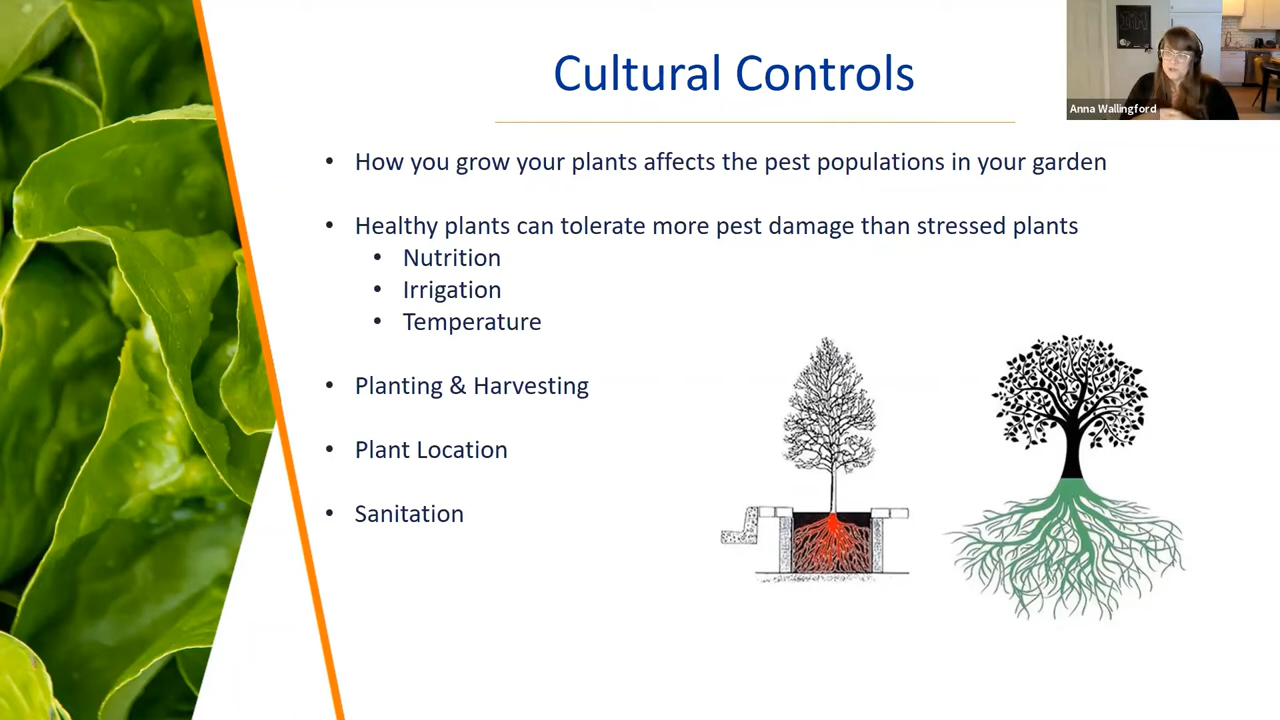 Cultural Controls
Anna Wallingford
• How you grow your plants affects the pest populations in your garden
• Healthy plants can tolerate more pest damage than stressed plants
• Nutrition
• Irrigation
• Temperature
• Planting & Harvesting
• Plant Location
• Sanitation